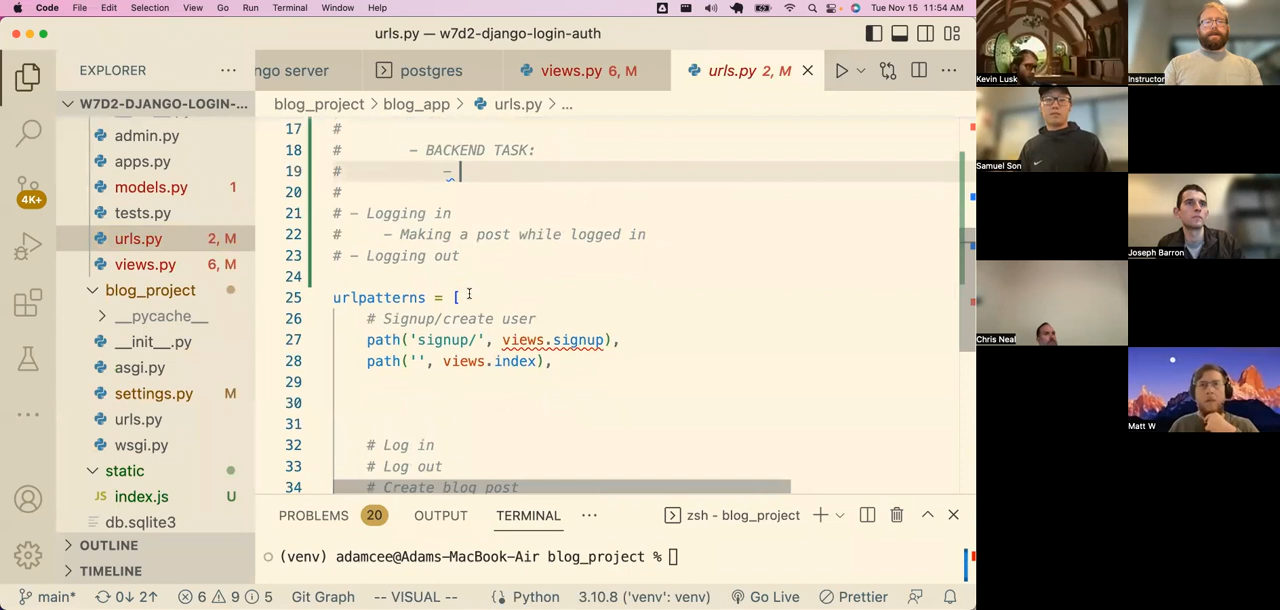 Code File Edit Selection View Go Run Terminal Window Help Tue Nov 15 11:54 AM
urls.py — w7d2-django-login-auth
EXPLORER
ngo server postgres views.py 6, M urls.py 2, M
W7D2-DJANGO-LOGIN-...
blog_project > blog_app > urls.py > ...
admin.py
apps.py
models.py 1
tests.py
urls.py 2, M
views.py 6, M
blog_project
__pycache__
__init__.py
asgi.py
settings.py M
urls.py
wsgi.py
static
JS index.js U
db.sqlite3
OUTLINE
TIMELINE
4K+
17 #
18 # - BACKEND TASK:
19 # -
20 #
21 # - Logging in
22 # - Making a post while logged in
23 # - Logging out
24
25 urlpatterns = [
26 # Signup/create user
27 path('signup/', views.signup),
28 path('', views.index),
29
30
31
32 # Log in
33 # Log out
34 # Create blog post
PROBLEMS 20 OUTPUT TERMINAL ... zsh - blog_project
(venv) adamcee@Adams-MacBook-Air blog_project %
main* 0↓ 2↑ 6 9 5 Git Graph -- VISUAL -- Python 3.10.8 ('venv': venv) Go Live Prettier
Kevin Lusk
Instructor
Samuel Son
Joseph Barron
Chris Neal
Matt W